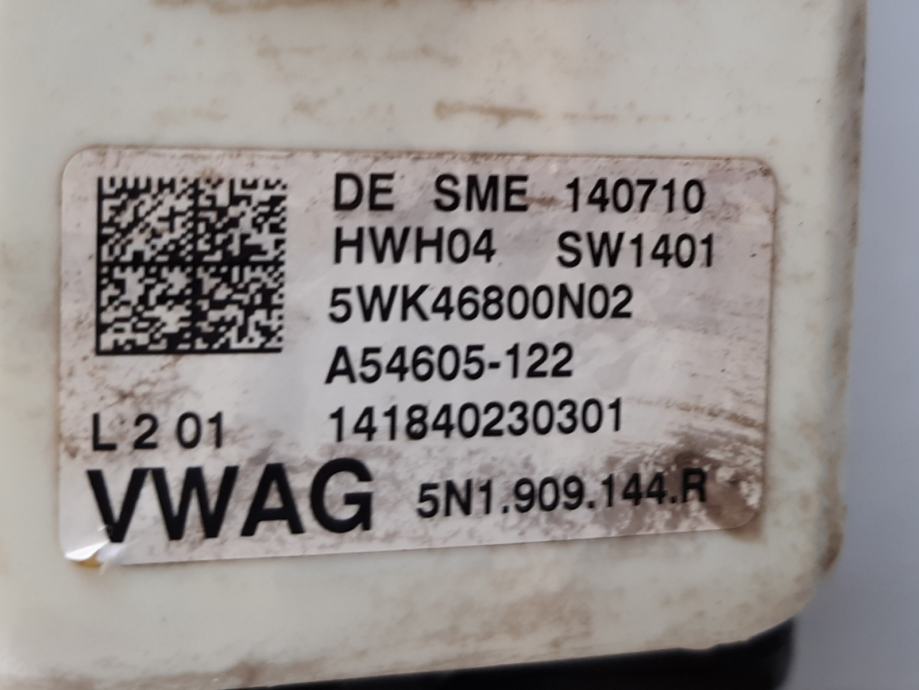 DE SME 140710
HWH04 SW1401
5WK46800N02
A54605-122
L 2 01 141840230301
VWAG 5N1.909.144.R